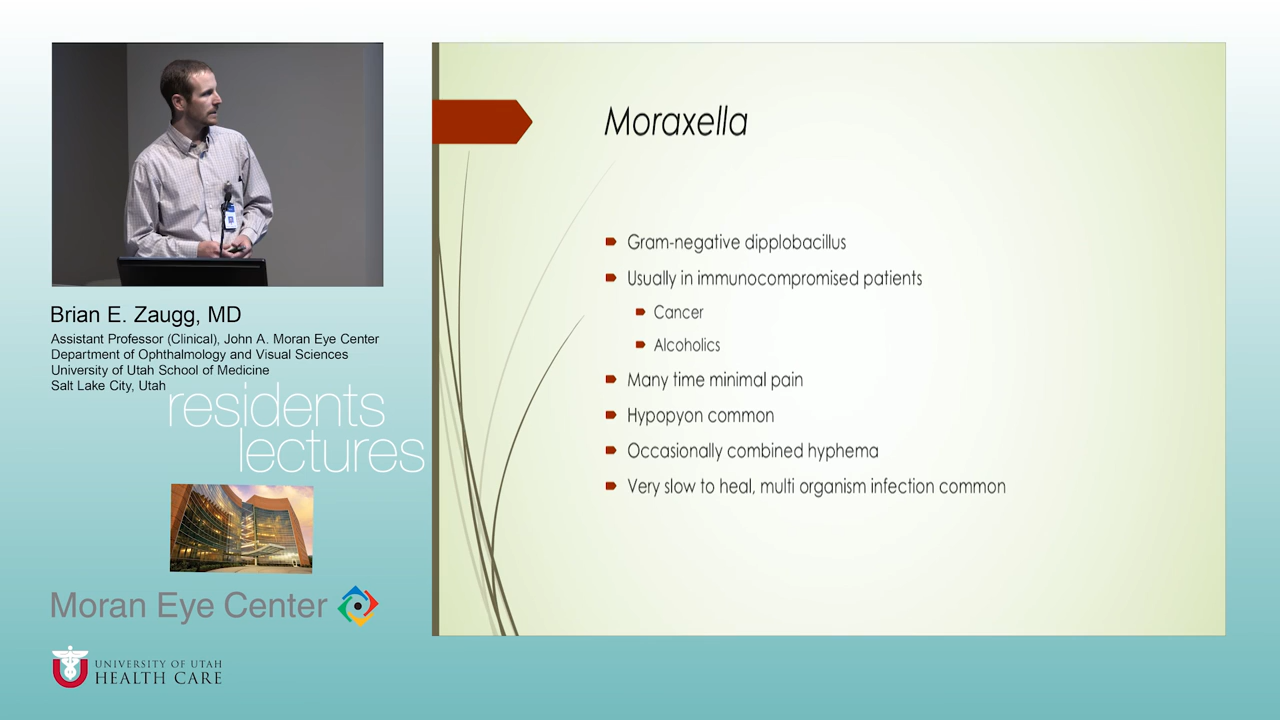 Brian E. Zaugg, MD
Assistant Professor (Clinical), John A. Moran Eye Center
Department of Ophthalmology and Visual Sciences
University of Utah School of Medicine
Salt Lake City, Utah
residents
lectures
Moran Eye Center
UNIVERSITY OF UTAH
HEALTH CARE
Moraxella
Gram-negative dipplobacillus
Usually in immunocompromised patients
Cancer
Alcoholics
Many time minimal pain
Hypopyon common
Occasionally combined hyphema
Very slow to heal, multi organism infection common